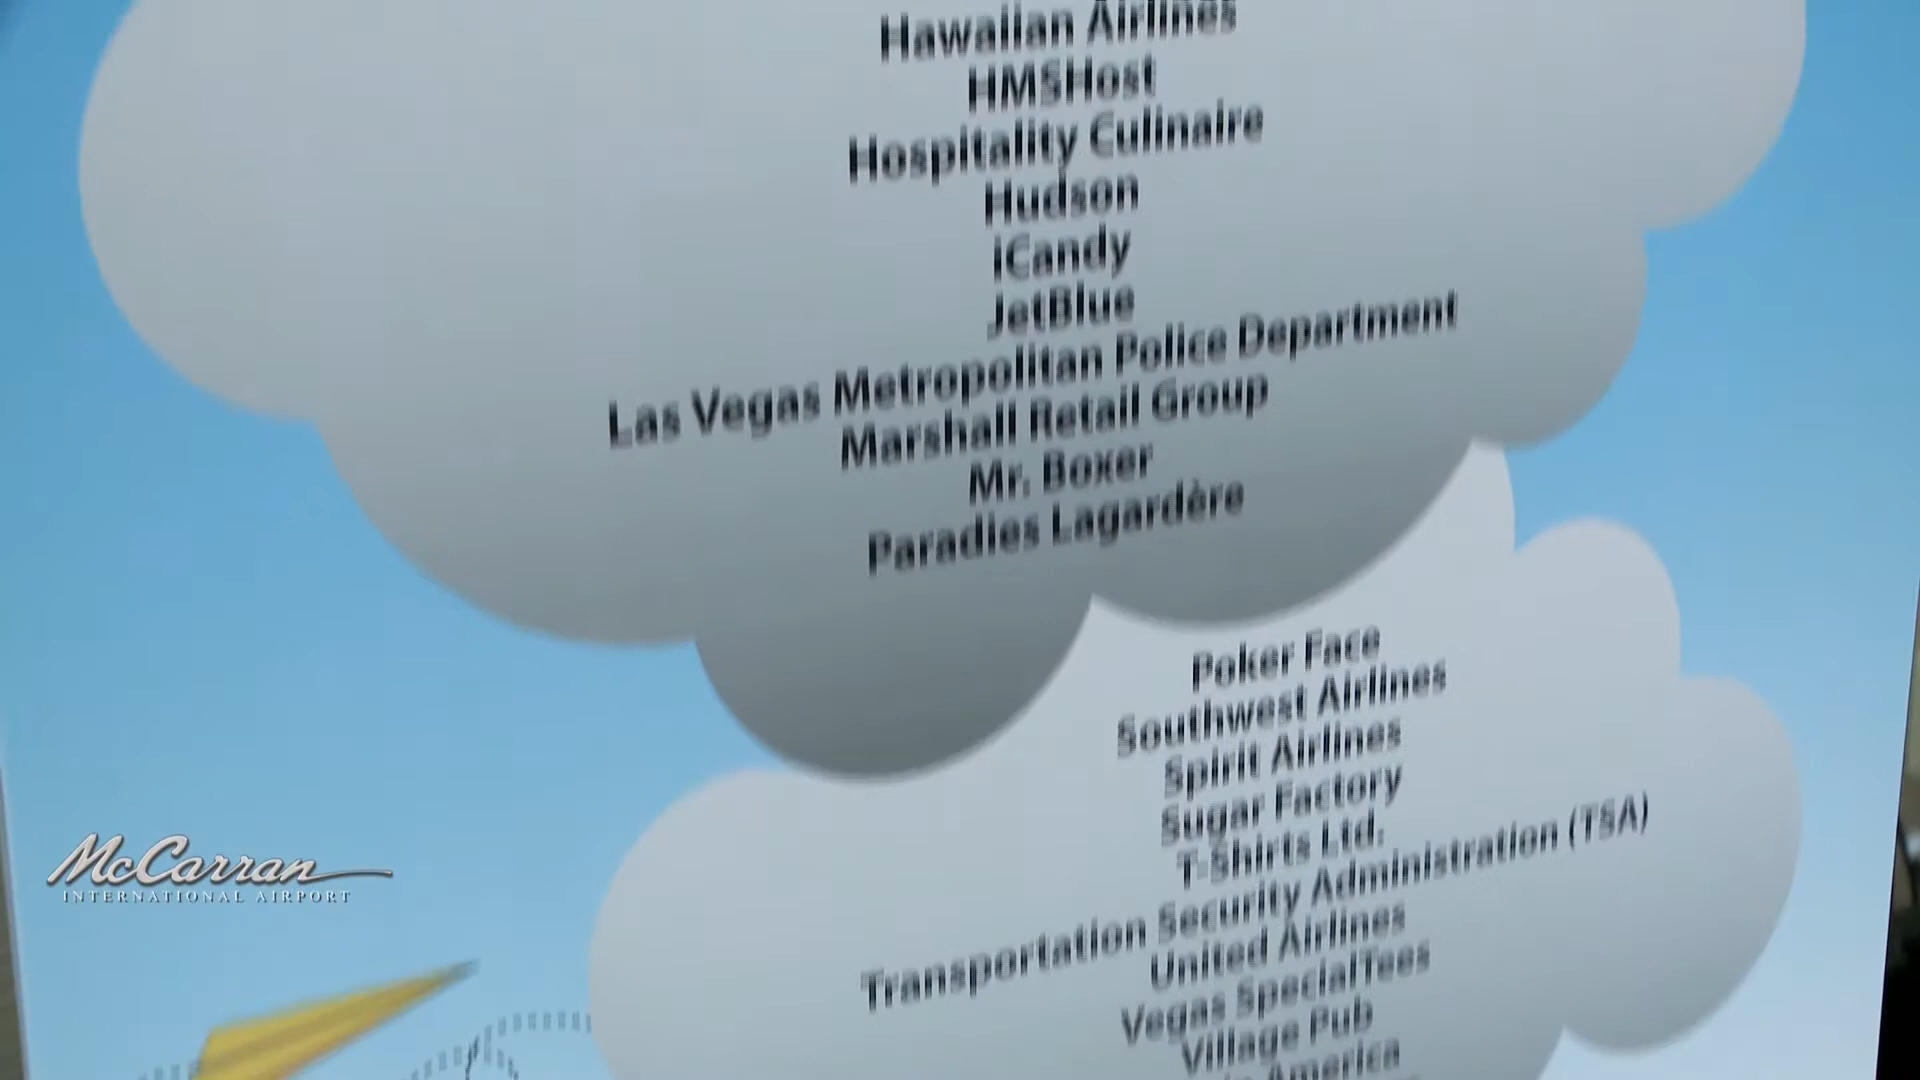 Hawaiian Airlines
HMSHost
Hospitality Culinaire
Hudson
iCandy
JetBlue
Las Vegas Metropolitan Police Department
Marshall Retail Group
Mr. Boxer
Paradies Lagardère
Poker Face
Southwest Airlines
Spirit Airlines
Sugar Factory
T-Shirts Ltd.
Transportation Security Administration (TSA)
United Airlines
Vegas SpecialTees
Village Pub
America
McCarran
INTERNATIONAL AIRPORT